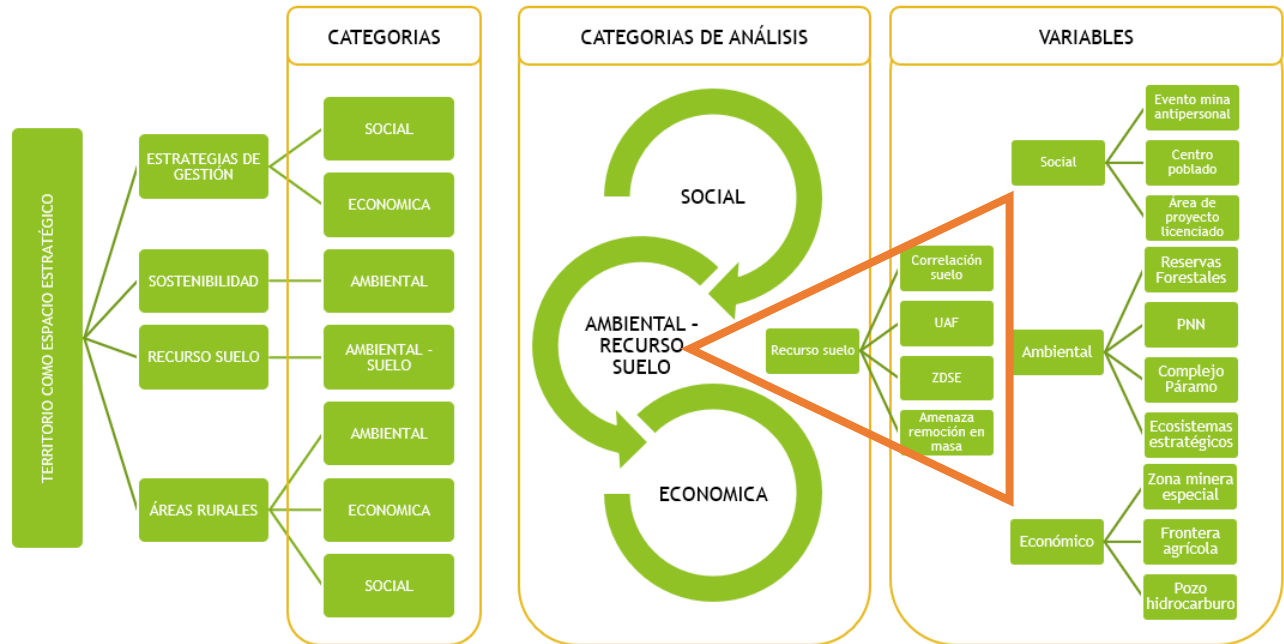 CATEGORIAS
CATEGORIAS DE ANÁLISIS
VARIABLES
TERRITORIO COMO ESPACIO ESTRATÉGICO
ESTRATEGIAS DE
GESTIÓN
SOSTENIBILIDAD
RECURSO SUELO
ÁREAS RURALES
SOCIAL
ECONOMICA
AMBIENTAL
AMBIENTAL -
SUELO
AMBIENTAL
ECONOMICA
SOCIAL
SOCIAL
AMBIENTAL -
RECURSO
SUELO
ECONOMICA
Recurso suelo
Correlación
suelo
UAF
ZDSE
Amenaza
remoción en
masa
Social
Evento mina
antipersonal
Centro
poblado
Área de
proyecto
licenciado
Ambiental
Reservas
Forestales
PNN
Complejo
Páramo
Ecosistemas
estratégicos
Económico
Zona minera
especial
Frontera
agrícola
Pozo
hidrocarburo